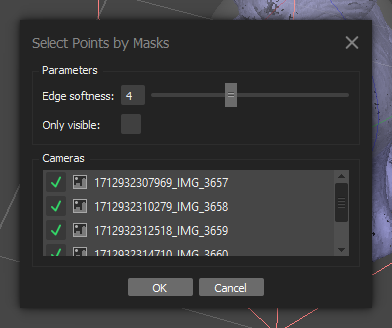 Select Points by Masks
Parameters
Edge softness: 4
Only visible:
Cameras
1712932307969_IMG_3657
1712932310279_IMG_3658
1712932312518_IMG_3659
1712932314710_IMG_3660
OK Cancel